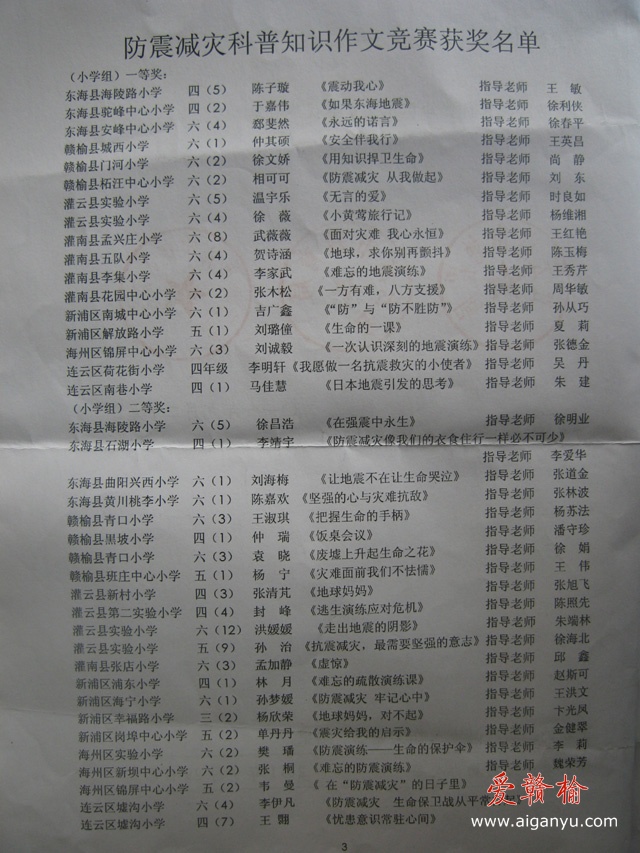 防震减灾科普知识作文竞赛获奖名单
(小学组)一等奖:
东海县海陵路小学 四(5) 陈子璇 《震动我心》 指导老师 王 敏
东海县驼峰中心小学 四(2) 于嘉伟 《如果东海地震》 指导老师 徐利侠
东海县安峰中心小学 六(4) 郄斐然 《永远的诺言》 指导老师 徐春平
赣榆县城西小学 六(1) 仲其硕 《安全伴我行》 指导老师 王英昌
赣榆县门河小学 六(2) 徐文娇 《用知识捍卫生命》 指导老师 尚 静
赣榆县柘汪中心小学 六(2) 相可可 《防震减灾 从我做起》 指导老师 刘 东
灌云县实验小学 六(5) 温宇乐 《无言的爱》 指导老师 时良如
灌云县实验小学 六(4) 徐 薇 《小黄莺旅行记》 指导老师 杨维湘
灌南县孟兴庄小学 六(8) 武薇薇 《面对灾难 我心永恒》 指导老师 王红艳
灌南县五队小学 六(4) 贺诗涵 《地球,求你别再颤抖》 指导老师 陈玉梅
灌南县李集小学 六(4) 李家武 《难忘的地震演练》 指导老师 王秀芹
灌南县花园中心小学 六(2) 张木松 《一方有难,八方支援》 指导老师 周华敏
新浦区南城中心小学 六(1) 吉广鑫 《“防”与“防不胜防”》 指导老师 孙从巧
新浦区解放路小学 五(1) 刘璐僮 《生命的一课》 指导老师 夏 莉
海州区锦屏中心小学 六(3) 刘诚毅 《一次认识深刻的地震演练》 指导老师 张德金
连云区荷花街小学 四年级 李明轩 《我愿做一名抗震救灾的小使者》 指导老师 吴 丹
连云区南巷小学 四(1) 马佳慧 《日本地震引发的思考》 指导老师 朱 建
(小学组)二等奖:
东海县海陵路小学 六(5) 徐昌浩 《在强震中永生》 指导老师 徐明业
东海县石湖小学 四(1) 李靖宇 《防震减灾像我们的衣食住行一样必不可少》
指导老师 李爱华
东海县曲阳兴西小学 六(1) 刘海梅 《让地震不在让生命哭泣》 指导老师 张道金
东海县黄川桃李小学 六(1) 陈嘉欢 《坚强的心与灾难抗敌》 指导老师 张林波
赣榆县青口小学 六(3) 王淑琪 《把握生命的手柄》 指导老师 杨苏法
赣榆县黑坡小学 四(1) 仲 瑞 《饭桌会议》 指导老师 潘守珍
赣榆县青口小学 六(3) 袁 晓 《废墟上升起生命之花》 指导老师 徐 娟
赣榆县班庄中心小学 五(1) 杨 宁 《灾难面前我们不怯懦》 指导老师 王 伟
灌云县新村小学 四(3) 张清芃 《地球妈妈》 指导老师 张旭飞
灌云县第二实验小学 四(4) 封 峰 《逃生演练应对危机》 指导老师 陈照先
灌云县实验小学 六(12) 洪媛媛 《走出地震的阴影》 指导老师 朱端林
灌云县实验小学 五(9) 孙 治 《抗震减灾,最需要坚强的意志》 指导老师 徐海北
灌南县张店小学 六(3) 孟加静 《虚惊》 指导老师 邱 鑫
新浦区浦东小学 四(1) 林 月 《难忘的疏散演练课》 指导老师 赵斯可
新浦区海宁小学 六(1) 孙梦媛 《防震减灾 牢记心中》 指导老师 王洪文
新浦区幸福路小学 三(2) 杨欣荣 《地球妈妈,对不起》 指导老师 卞光凤
新浦区岗埠中心小学 五(2) 单丹丹 《震灾给我的启示》 指导老师 金健翠
海州区实验小学 六(2) 樊 璠 《防震演练——生命的保护伞》 指导老师 李 莉
海州区新坝中心小学 六(2) 张 桐 《难忘的防震演练》 指导老师 魏荣芳
海州区锦屏中心小学 五(2) 韦 曼 《在“防震减灾”的日子里》
连云区墟沟小学 六(4) 李伊凡 《防震减灾 生命保卫战从平常
连云区墟沟小学 四(7) 王 翾 《忧患意识常驻心间》
爱赣榆
www.aiganyu.com
3